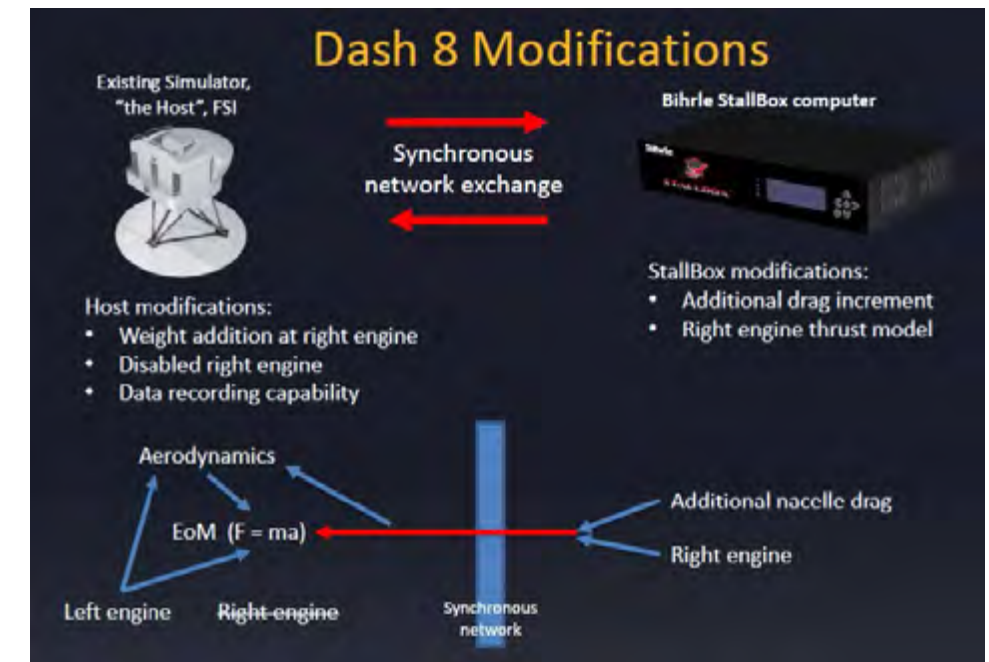 Dash 8 Modifications
Existing Simulator,
"the Host", FSI
Bihrle StallBox computer
Synchronous
network exchange
Bihrle
Host modifications:
• Weight addition at right engine
• Disabled right engine
• Data recording capability
StallBox modifications:
• Additional drag increment
• Right engine thrust model
Aerodynamics
EoM (F = ma)
Additional nacelle drag
Right engine
Left engine
Right engine
Synchronous
network